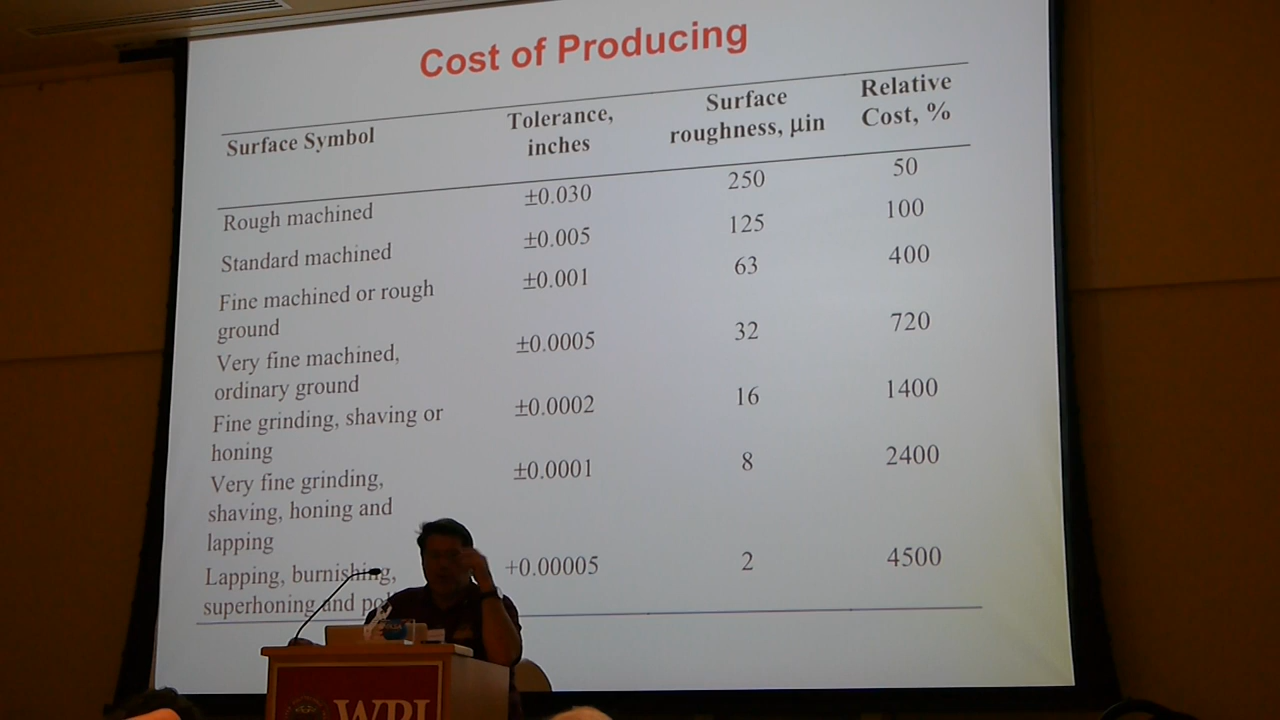 Cost of Producing
Surface Symbol Tolerance, inches Surface roughness, μin Relative Cost, %
Rough machined ±0.030 250 50
Standard machined ±0.005 125 100
Fine machined or rough ground ±0.001 63 400
Very fine machined, ordinary ground ±0.0005 32 720
Fine grinding, shaving or honing ±0.0002 16 1400
Very fine grinding, shaving, honing and lapping ±0.0001 8 2400
Lapping, burnishing, superhoning and +0.00005 2 4500
WPI